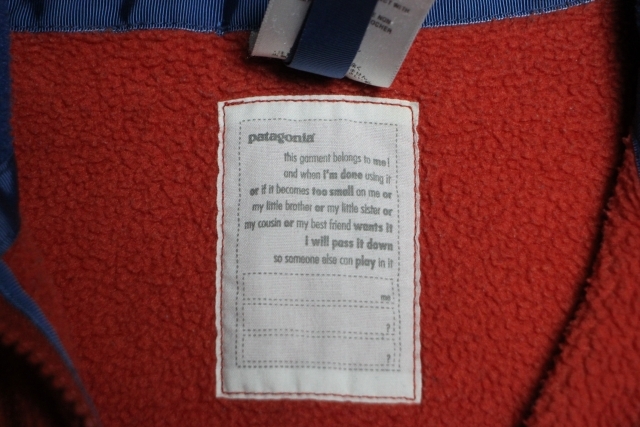 NON
patagonia
this garment belongs to me!
and when I'm done using it
or if it becomes too small on me or
my little brother or my little sister or
my cousin or my best friend wants it
I will pass it down
so someone else can play in it
me
?
?